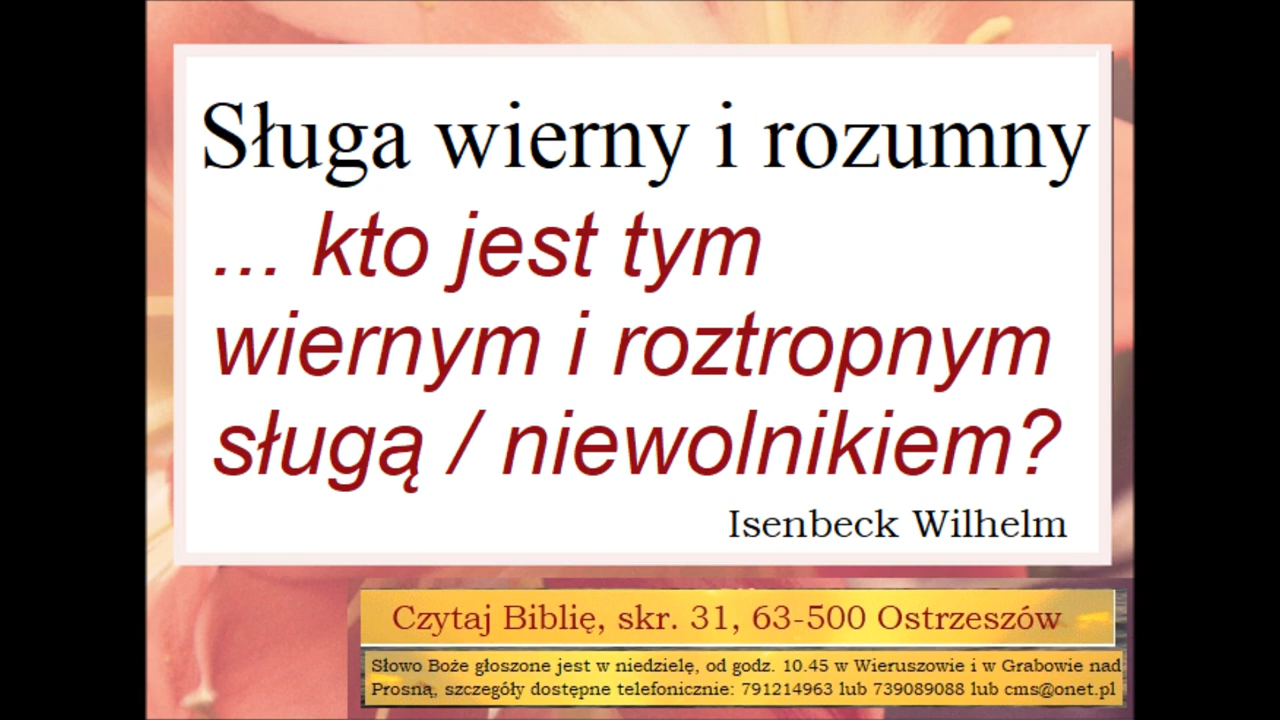 Sługa wierny i rozumny
... kto jest tym
wiernym i roztropnym
sługą / niewolnikiem?
Isenbeck Wilhelm
Czytaj Biblię, skr. 31, 63-500 Ostrzeszów
Słowo Boże głoszone jest w niedzielę, od godz. 10.45 w Wieruszowie i w Grabowie nad
Prosną, szczegóły dostępne telefonicznie: 791214963 lub 739089088 lub cms@onet.pl